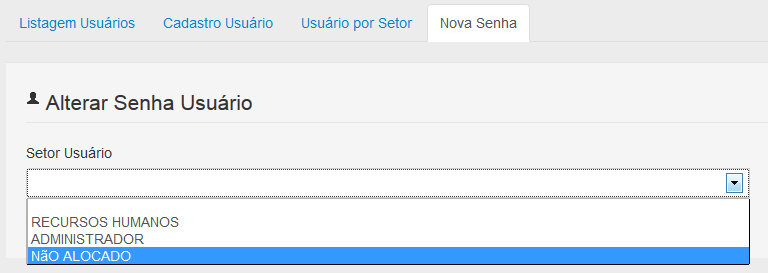 Listagem Usuários Cadastro Usuário Usuário por Setor Nova Senha
Alterar Senha Usuário
Setor Usuário
RECURSOS HUMANOS
ADMINISTRADOR
NãO ALOCADO